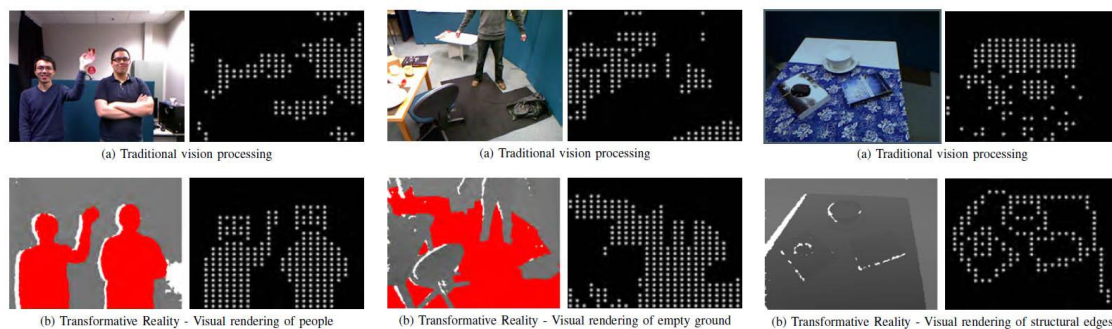 (a) Traditional vision processing
(a) Traditional vision processing
(a) Traditional vision processing
(b) Transformative Reality - Visual rendering of people
(b) Transformative Reality - Visual rendering of empty ground
(b) Transformative Reality - Visual rendering of structural edges